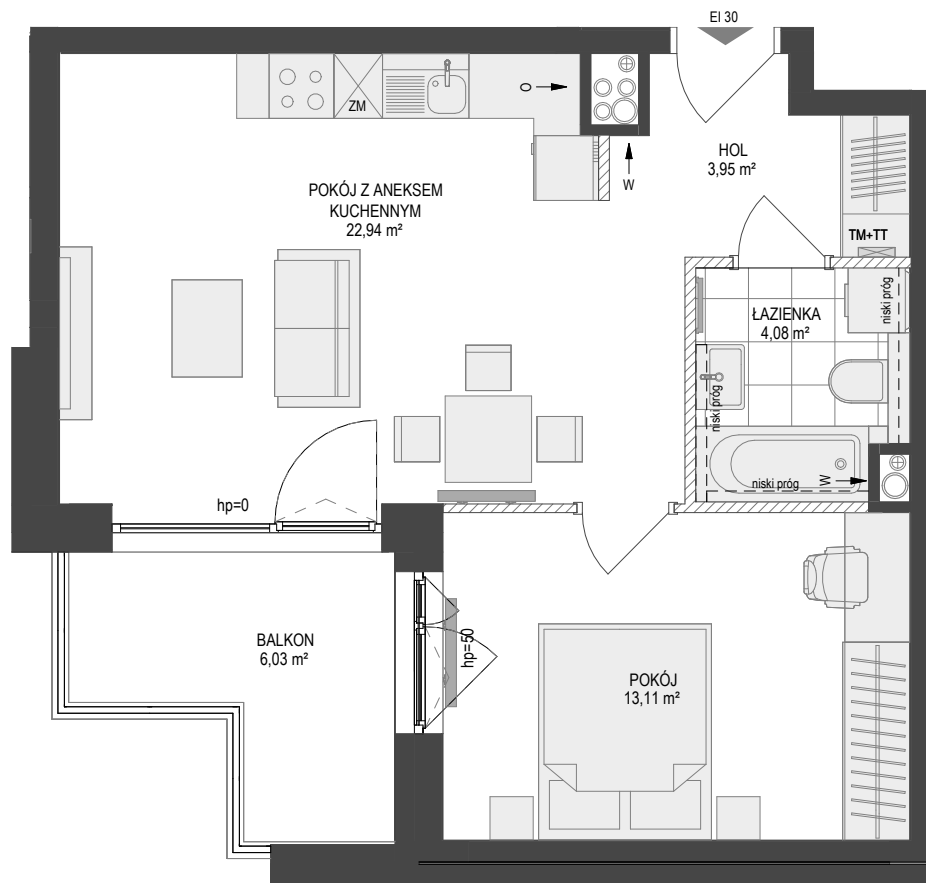 EI 30
ZM
O
W
HOL
3,95 m²
POKÓJ Z ANEKSEM
KUCHENNYM
22,94 m²
TM+TT
niski próg
ŁAZIENKA
4,08 m²
niski próg
niski próg
W
hp=0
BALKON
6,03 m²
hp=50
POKÓJ
13,11 m²